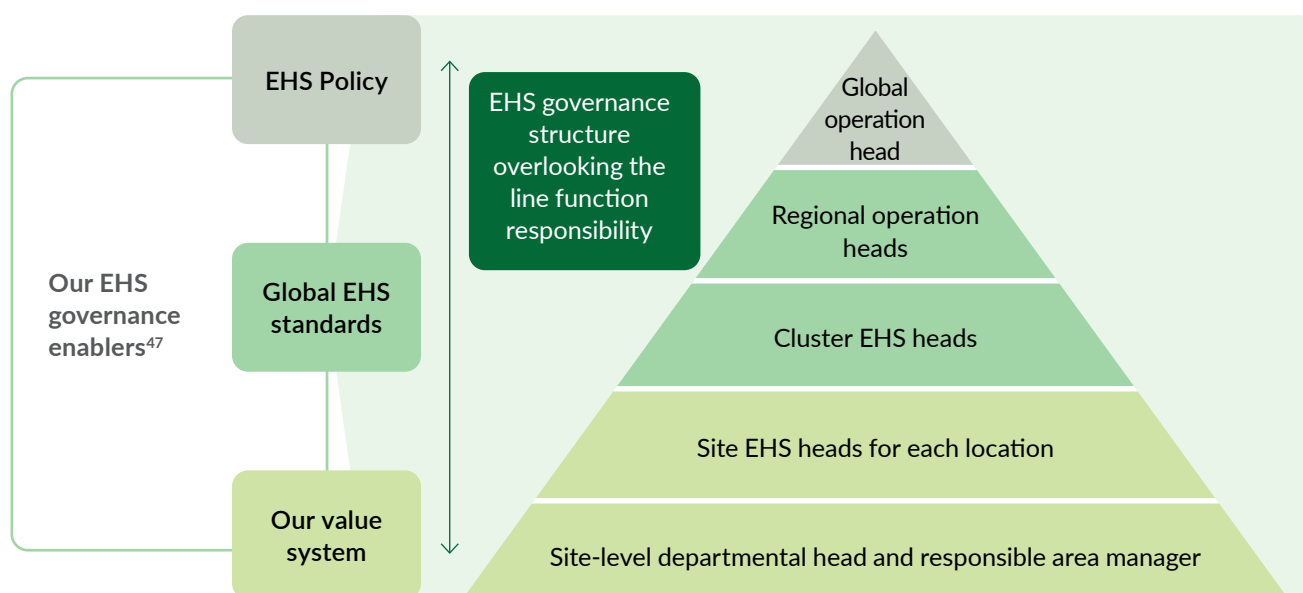 Our EHS
governance
enablers47
EHS Policy
Global EHS
standards
Our value
system
EHS governance
structure
overlooking the
line function
responsibility
Global
operation
head
Regional operation
heads
Cluster EHS heads
Site EHS heads for each location
Site-level departmental head and responsible area manager